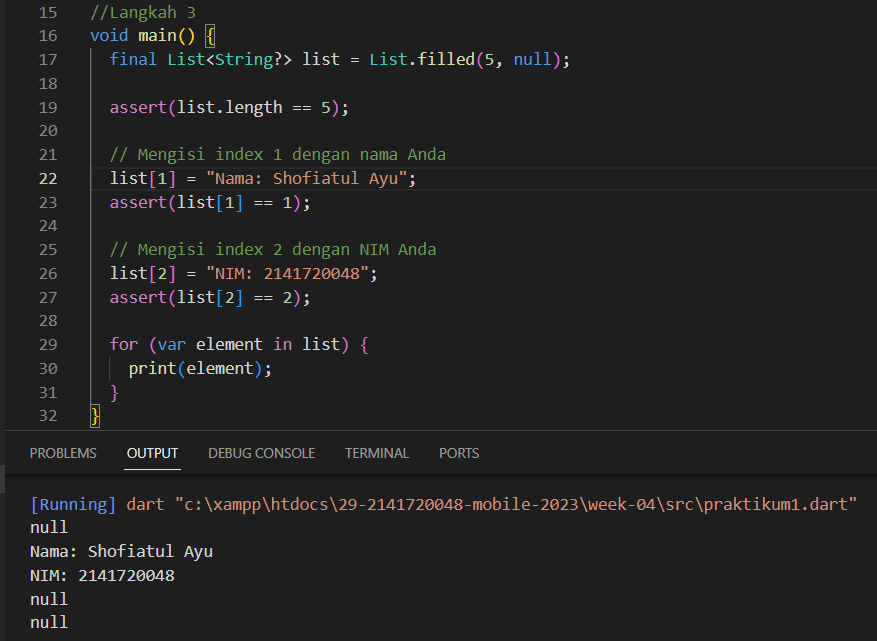 15 //Langkah 3
16 void main() {
17   final List<String?> list = List.filled(5, null);
18
19   assert(list.length == 5);
20
21   // Mengisi index 1 dengan nama Anda
22   list[1] = "Nama: Shofiatul Ayu";
23   assert(list[1] == 1);
24
25   // Mengisi index 2 dengan NIM Anda
26   list[2] = "NIM: 2141720048";
27   assert(list[2] == 2);
28
29   for (var element in list) {
30     print(element);
31   }
32 }
PROBLEMS OUTPUT DEBUG CONSOLE TERMINAL PORTS
[Running] dart "c:\xampp\htdocs\29-2141720048-mobile-2023\week-04\src\praktikum1.dart"
null
Nama: Shofiatul Ayu
NIM: 2141720048
null
null